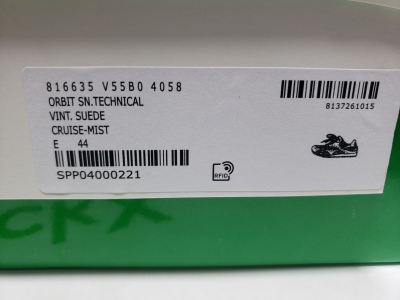 816635 V55B0 4058
ORBIT SN.TECHNICAL
VINT. SUEDE
CRUISE-MIST
E 44
SPP04000221
8137261015
RFID